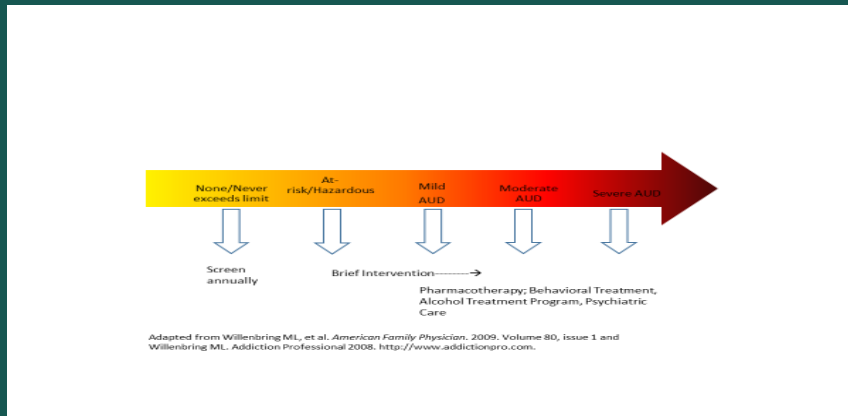 None/Never
exceeds limit
At-
risk/Hazardous
Mild
AUD
Moderate
AUD
Severe AUD
Screen
annually
Brief Intervention--------→
Pharmacotherapy; Behavioral Treatment,
Alcohol Treatment Program, Psychiatric
Care
Adapted from Willenbring ML, et al. American Family Physician. 2009. Volume 80, issue 1 and
Willenbring ML. Addiction Professional 2008. http://www.addictionpro.com.